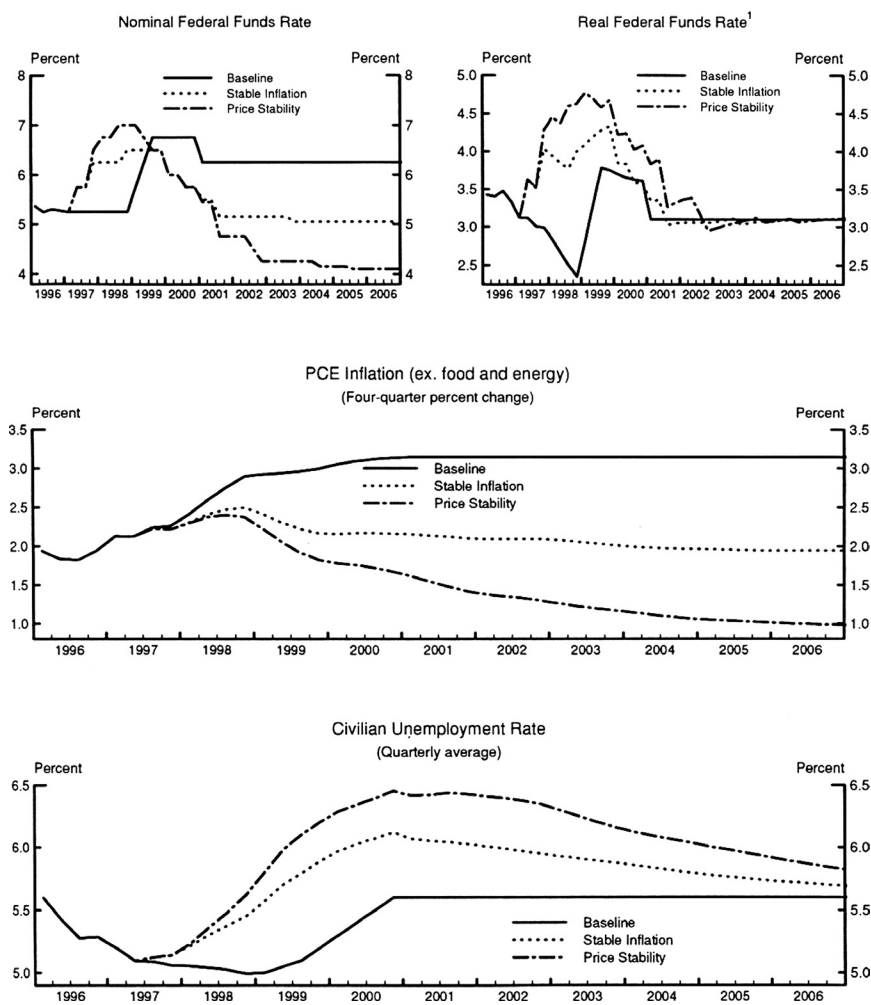 Nominal Federal Funds Rate
Percent Percent
Baseline
Stable Inflation
Price Stability
8 8
7 7
6 6
5 5
4 4
1996 1997 1998 1999 2000 2001 2002 2003 2004 2005 2006
Real Federal Funds Rate¹
Percent Percent
Baseline
Stable Inflation
Price Stability
5.0 5.0
4.5 4.5
4.0 4.0
3.5 3.5
3.0 3.0
2.5 2.5
1996 1997 1998 1999 2000 2001 2002 2003 2004 2005 2006
PCE Inflation (ex. food and energy)
(Four-quarter percent change)
Percent Percent
3.5 3.5
3.0 3.0
Baseline
Stable Inflation
Price Stability
2.5 2.5
2.0 2.0
1.5 1.5
1.0 1.0
1996 1997 1998 1999 2000 2001 2002 2003 2004 2005 2006
Civilian Unemployment Rate
(Quarterly average)
Percent Percent
6.5 6.5
6.0 6.0
5.5 5.5
Baseline
Stable Inflation
Price Stability
5.0 5.0
1996 1997 1998 1999 2000 2001 2002 2003 2004 2005 2006